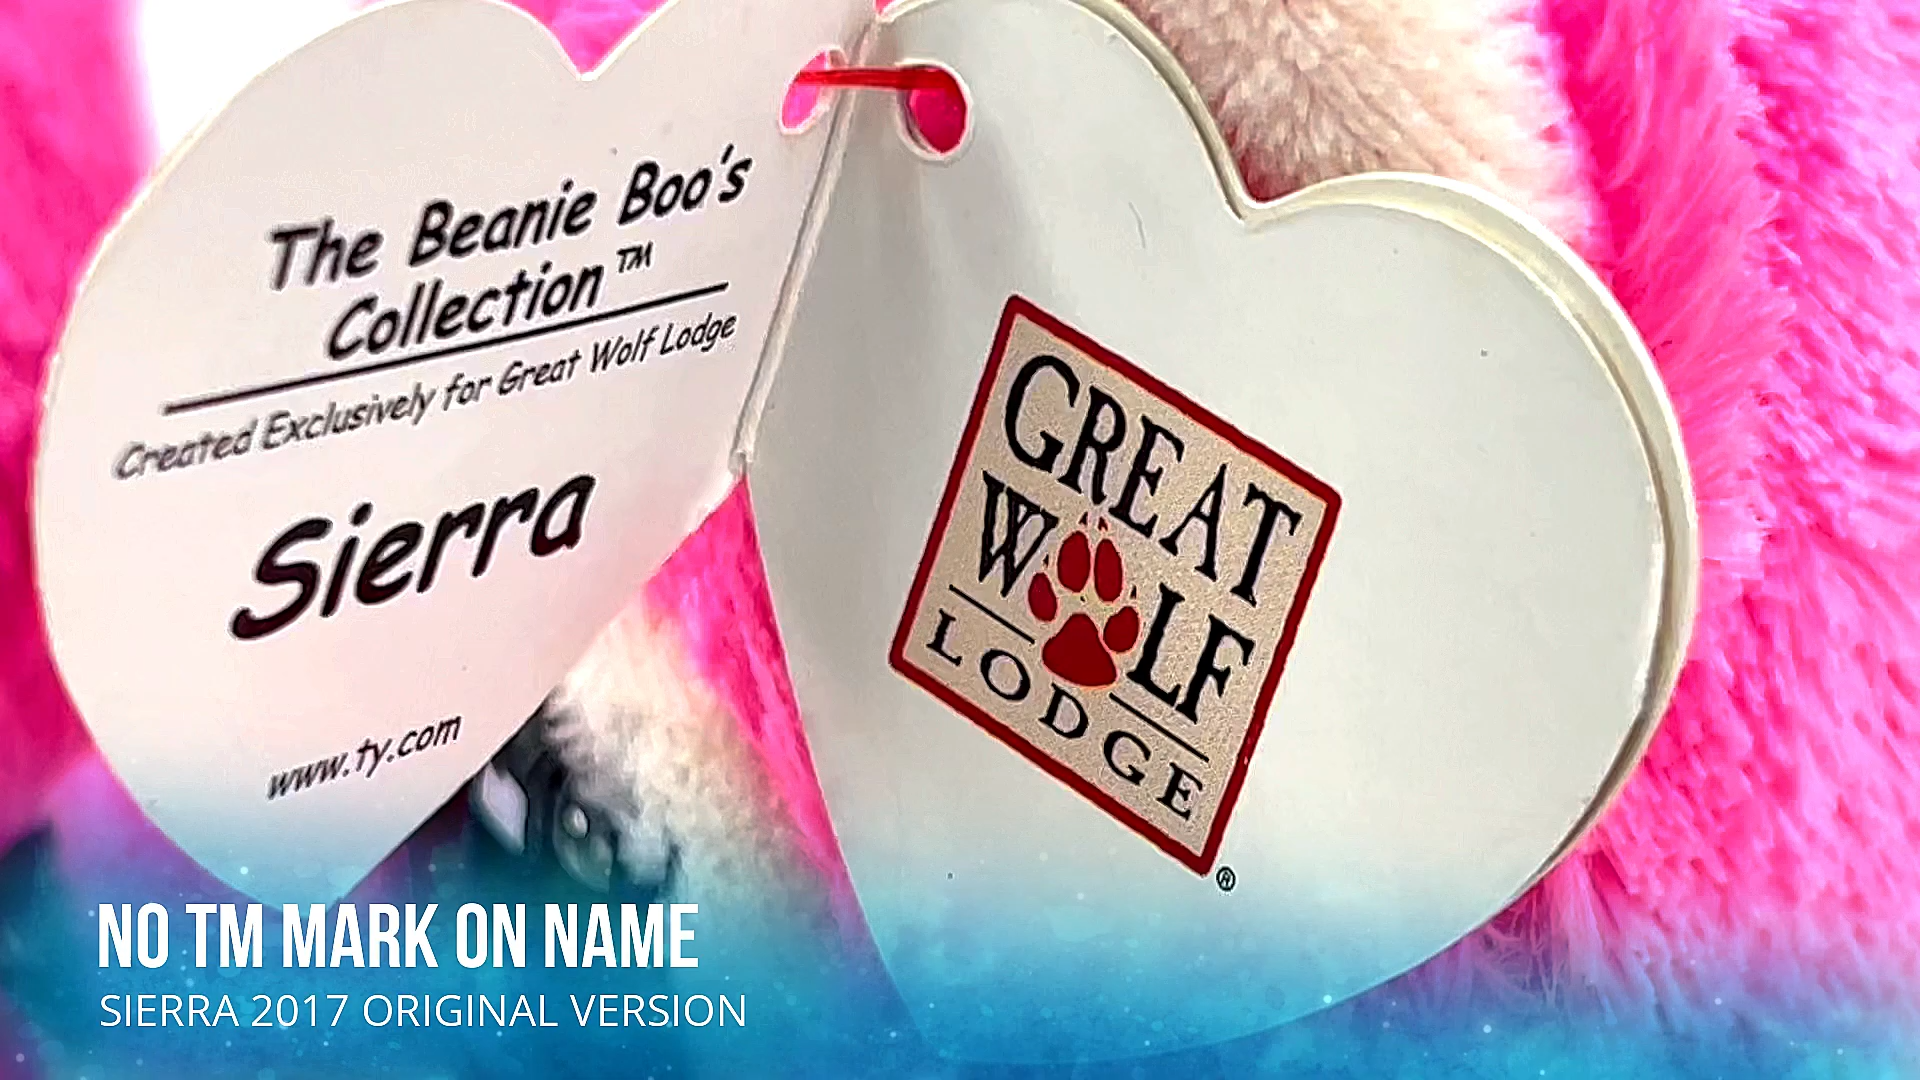 The Beanie Boo's
Collection™
Created Exclusively for Great Wolf Lodge
Sierra
www.ty.com
GREAT
WOLF
LODGE
®
NO TM MARK ON NAME
SIERRA 2017 ORIGINAL VERSION